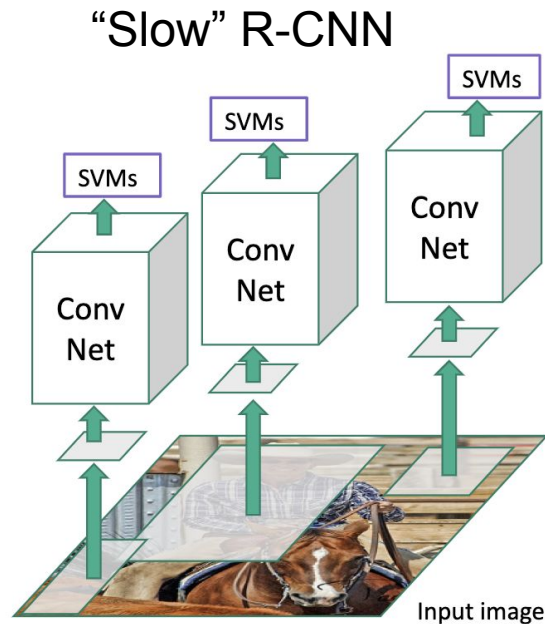 “Slow” R-CNN
SVMs
SVMs
SVMs
Conv
Net
Conv
Net
Conv
Net
Input image